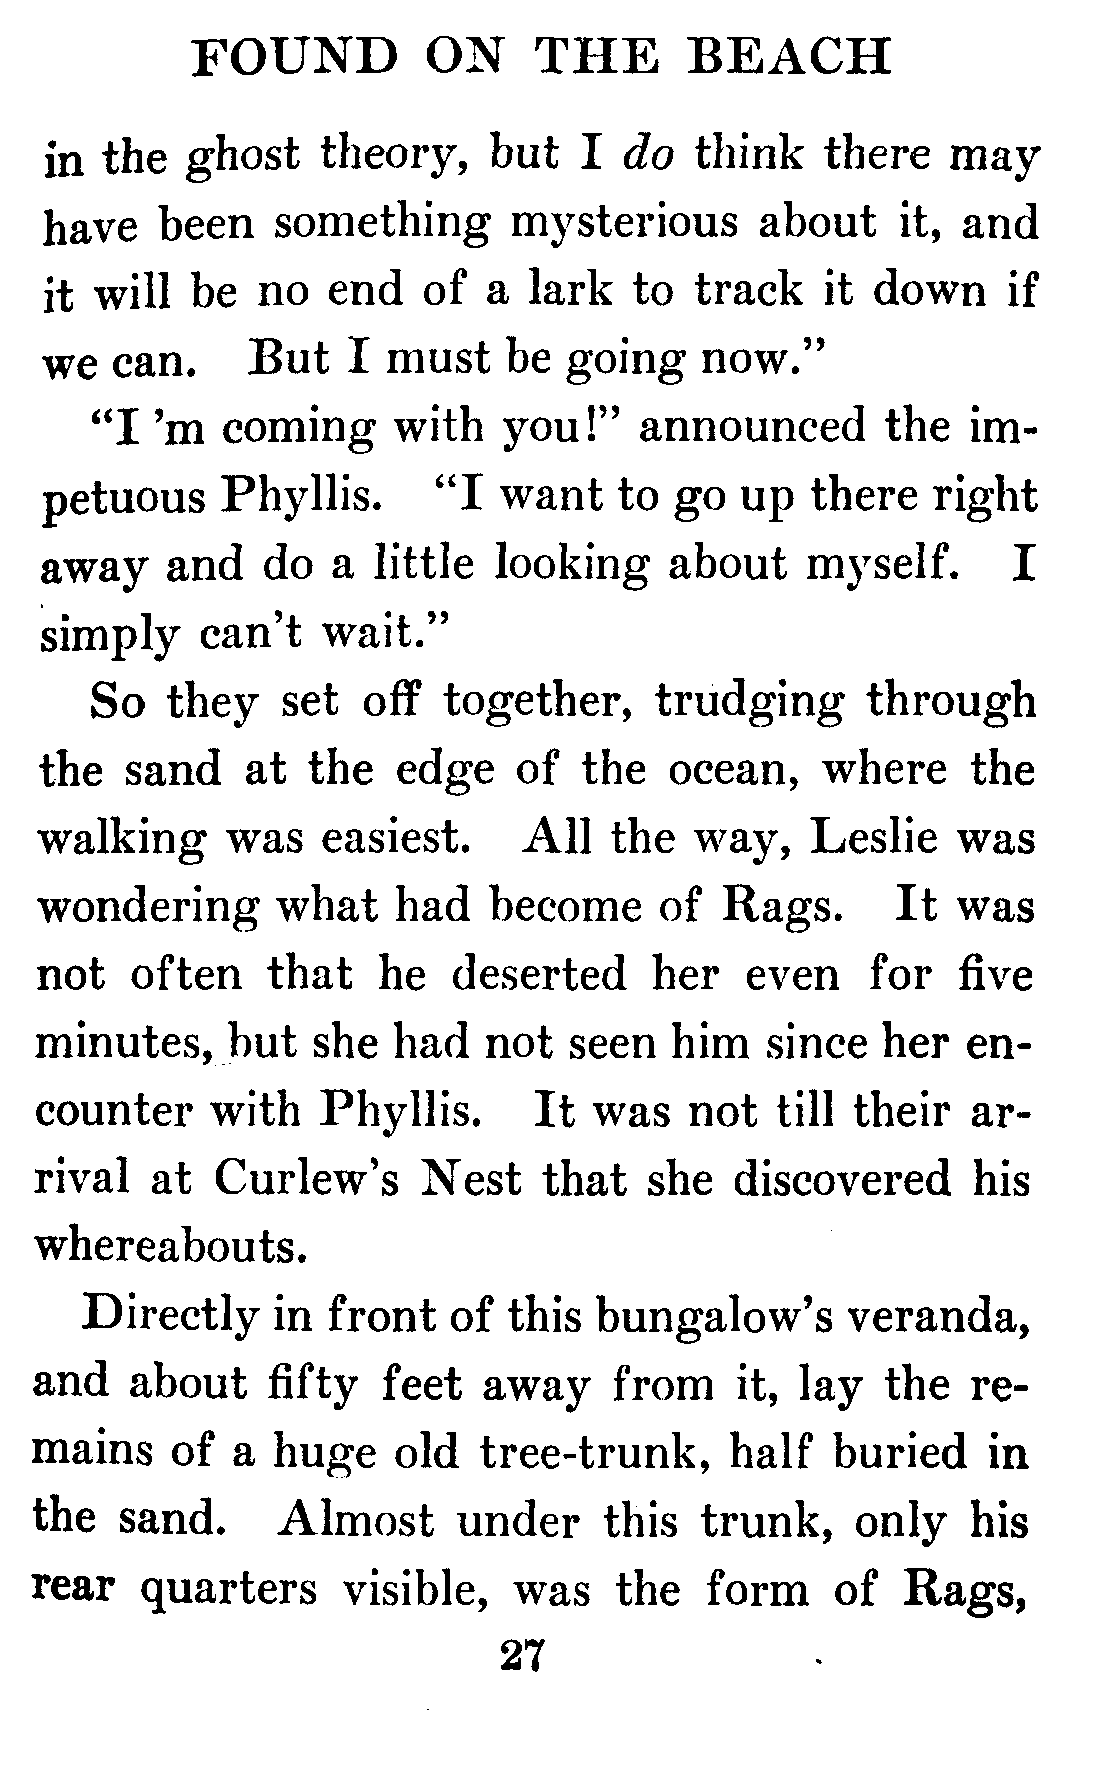 FOUND ON THE BEACH
in the ghost theory, but I do think there may
have been something mysterious about it, and
it will be no end of a lark to track it down if
we can. But I must be going now.”
“I ’m coming with you!” announced the im-
petuous Phyllis. “I want to go up there right
away and do a little looking about myself. I
simply can’t wait.”
So they set off together, trudging through
the sand at the edge of the ocean, where the
walking was easiest. All the way, Leslie was
wondering what had become of Rags. It was
not often that he deserted her even for five
minutes, but she had not seen him since her en-
counter with Phyllis. It was not till their ar-
rival at Curlew’s Nest that she discovered his
whereabouts.
Directly in front of this bungalow’s veranda,
and about fifty feet away from it, lay the re-
mains of a huge old tree-trunk, half buried in
the sand. Almost under this trunk, only his
rear quarters visible, was the form of Rags,
27